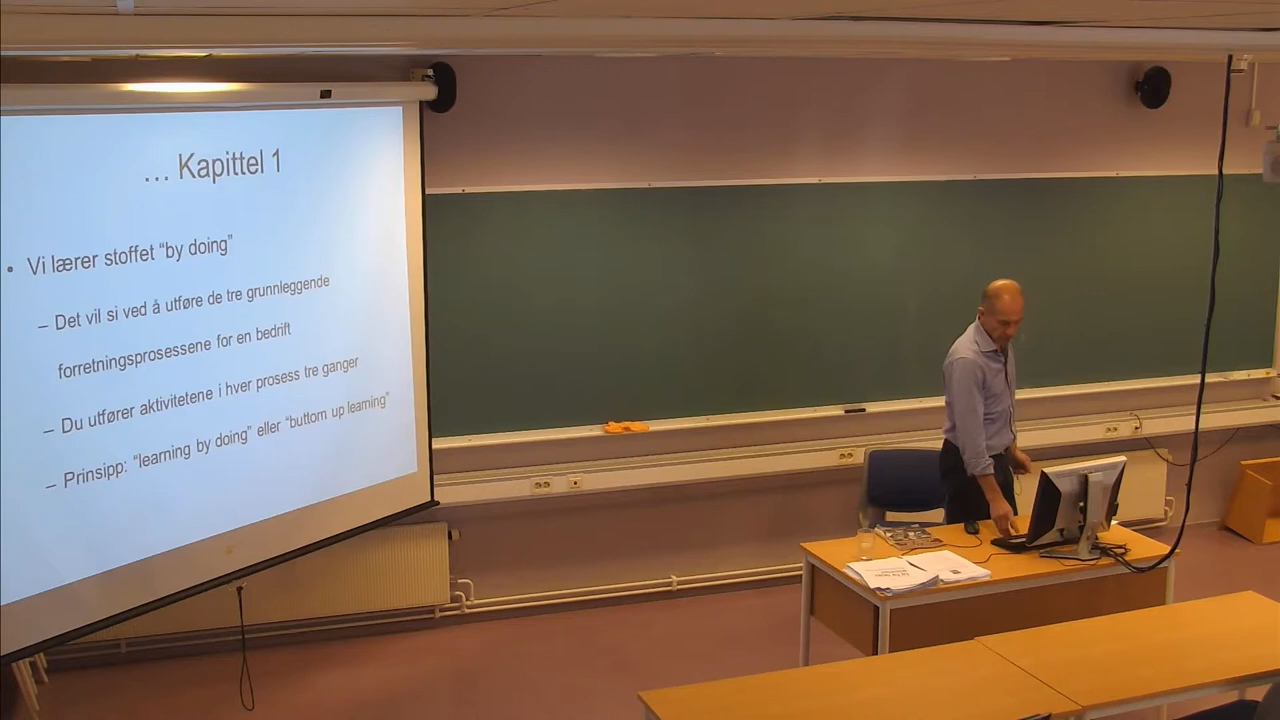 ... Kapittel 1
• Vi lærer stoffet “by doing”
– Det vil si ved å utføre de tre grunnleggende
forretningsprosessene for en bedrift
– Du utfører aktivitetene i hver prosess tre ganger
– Prinsipp: “learning by doing” eller “buttom up learning”